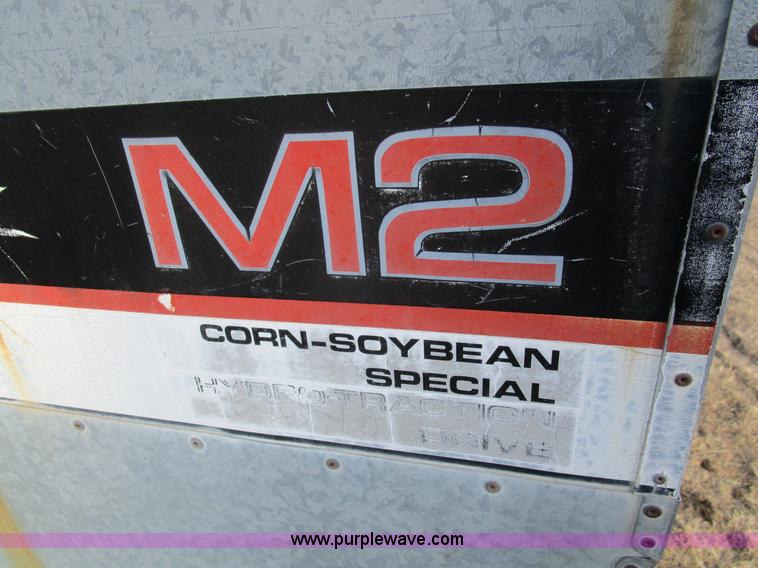 M2
CORN-SOYBEAN
SPECIAL
HYDRO-TRACTION
DRIVE
www.purplewave.com